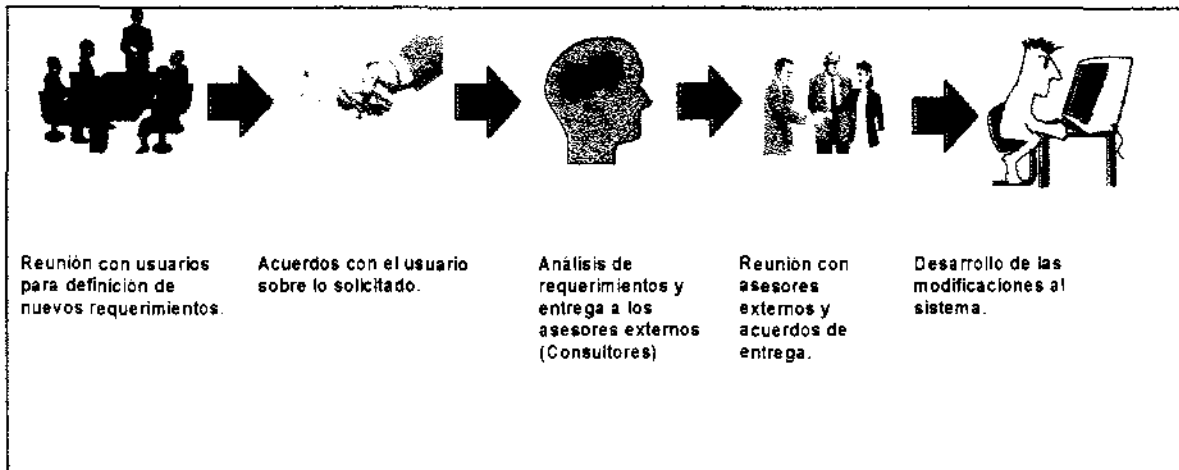 Reunión con usuarios
para definición de
nuevos requerimientos.
Acuerdos con el usuario
sobre lo solicitado.
Análisis de
requerimientos y
entrega a los
asesores externos
(Consultores)
Reunión con
asesores
externos y
acuerdos de
entrega.
Desarrollo de las
modificaciones al
sistema.